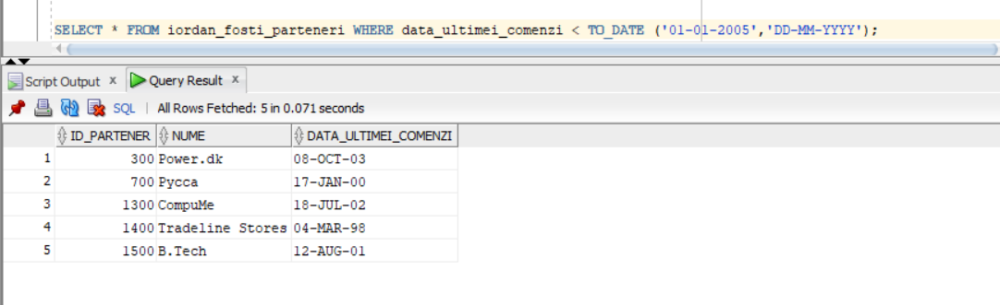 SELECT * FROM iordan_fosti_parteneri WHERE data_ultimei_comenzi < TO_DATE ('01-01-2005','DD-MM-YYYY');
Script Output x Query Result x
SQL | All Rows Fetched: 5 in 0.071 seconds
ID_PARTENER NUME DATA_ULTIMEI_COMENZI
1 300 Power.dk 08-OCT-03
2 700 Pycca 17-JAN-00
3 1300 CompuMe 18-JUL-02
4 1400 Tradeline Stores 04-MAR-98
5 1500 B.Tech 12-AUG-01